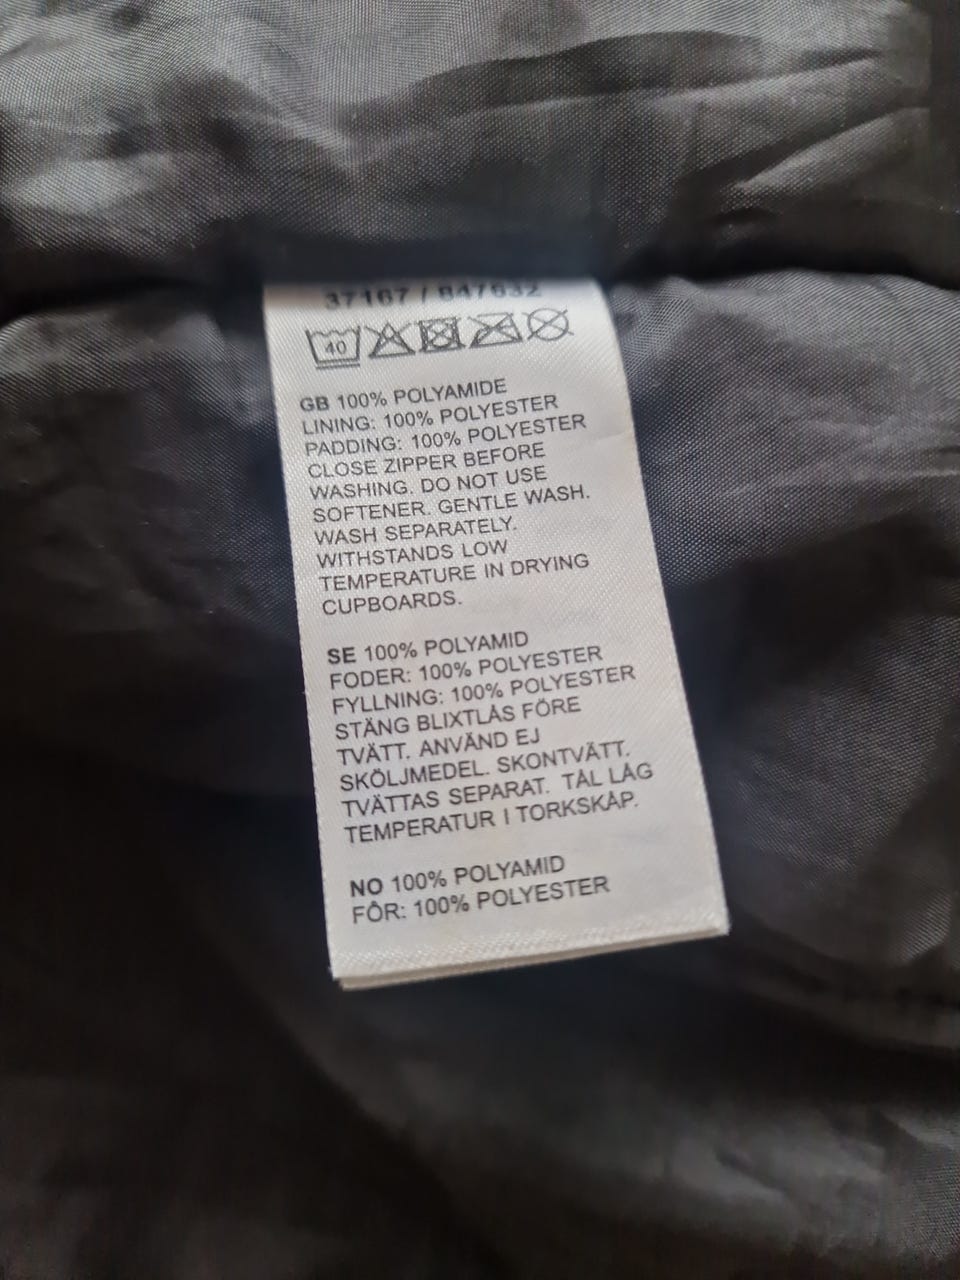 37167 / 847632
40
GB 100% POLYAMIDE
LINING: 100% POLYESTER
PADDING: 100% POLYESTER
CLOSE ZIPPER BEFORE
WASHING. DO NOT USE
SOFTENER. GENTLE WASH.
WASH SEPARATELY.
WITHSTANDS LOW
TEMPERATURE IN DRYING
CUPBOARDS.
SE 100% POLYAMID
FODER: 100% POLYESTER
FYLLNING: 100% POLYESTER
STÄNG BLIXTLÅS FÖRE
TVÄTT. ANVÄND EJ
SKÖLJMEDEL. SKONTVÄTT.
TVÄTTAS SEPARAT. TÅL LÅG
TEMPERATUR I TORKSKÅP.
NO 100% POLYAMID
FÔR: 100% POLYESTER